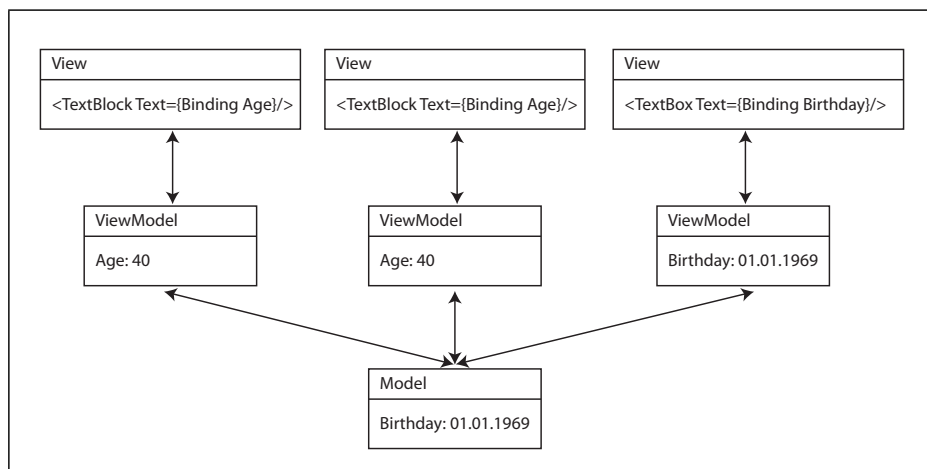 View
<TextBlock Text={Binding Age}/>
View
<TextBlock Text={Binding Age}/>
View
<TextBox Text={Binding Birthday}/>
ViewModel
Age: 40
ViewModel
Age: 40
ViewModel
Birthday: 01.01.1969
Model
Birthday: 01.01.1969